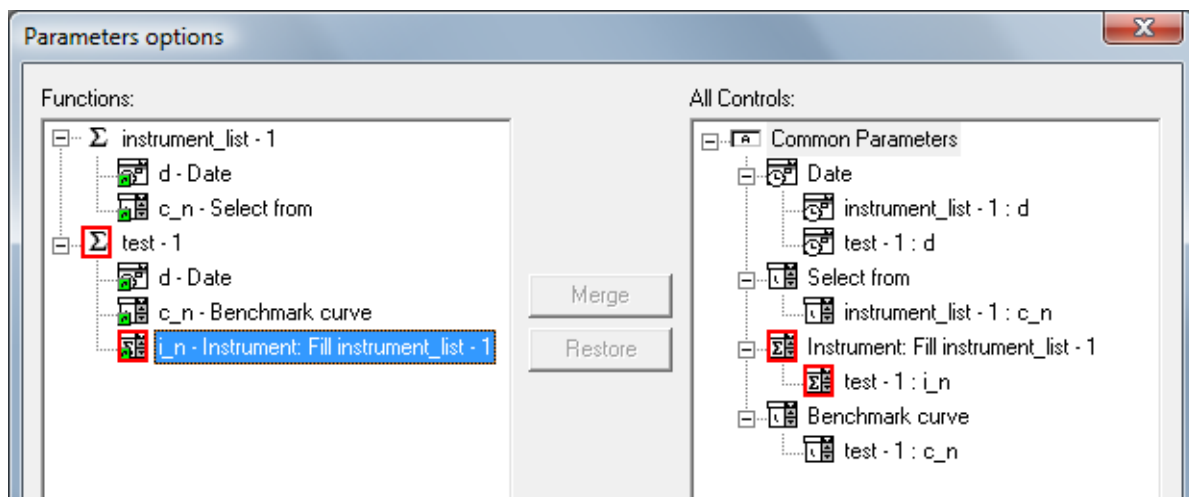 Parameters options
Functions:
Σ instrument_list - 1
d - Date
c_n - Select from
Σ test - 1
d - Date
c_n - Benchmark curve
i_n - Instrument: Fill instrument_list - 1
Merge
Restore
All Controls:
Common Parameters
Date
instrument_list - 1 : d
test - 1 : d
Select from
instrument_list - 1 : c_n
Instrument: Fill instrument_list - 1
test - 1 : i_n
Benchmark curve
test - 1 : c_n